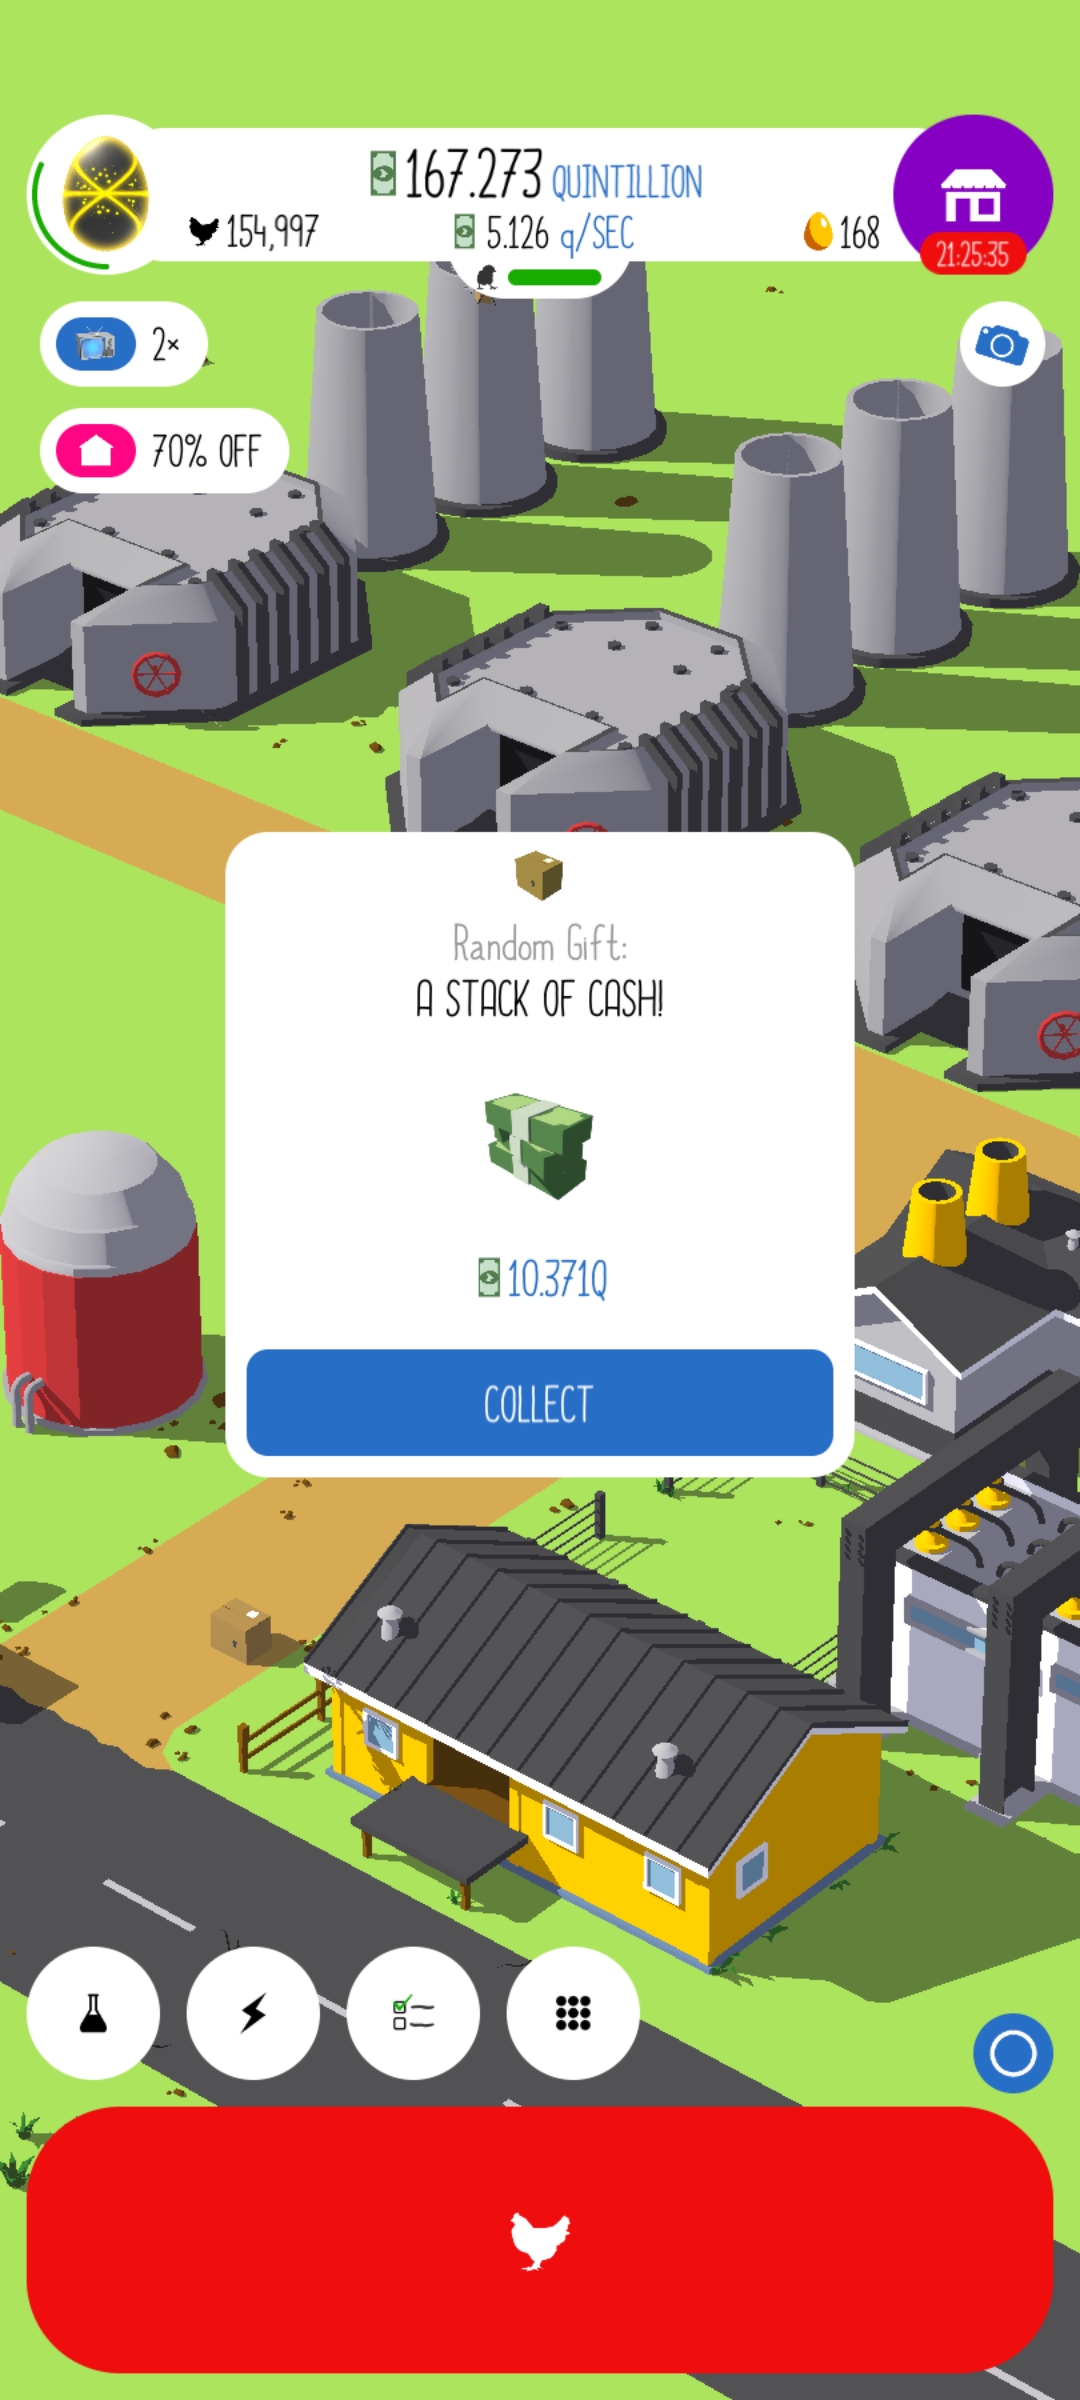 167.273 QUINTILLION
154,997
5.126 q/SEC
168
21:25:35
2×
70% OFF
Random Gift:
A STACK OF CASH!
10.371Q
COLLECT